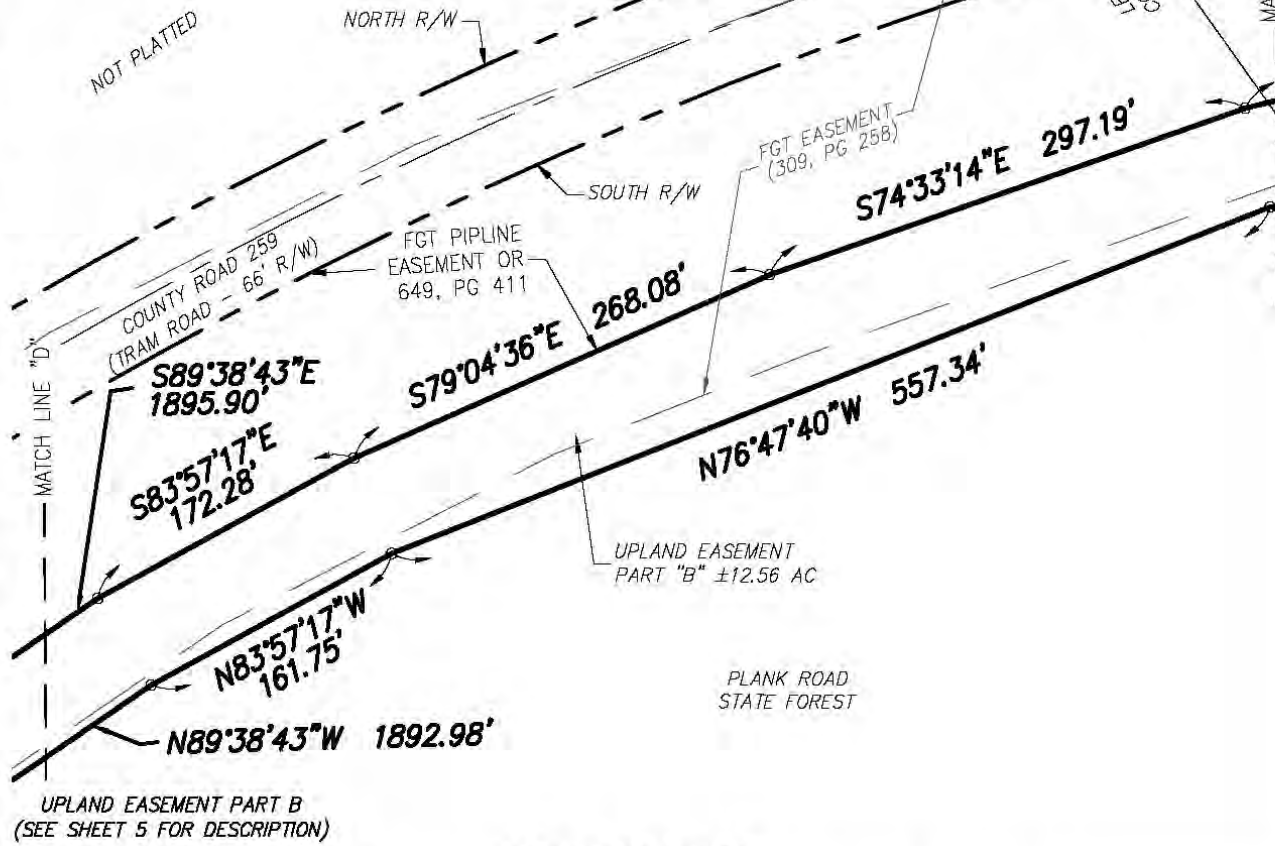 NOT PLATTED
NORTH R/W
SOUTH R/W
FGT EASEMENT
(309, PG 258)
S74°33'14"E 297.19'
COUNTY ROAD 259
(TRAM ROAD - 66' R/W)
FGT PIPLINE
EASEMENT OR
649, PG 411
MATCH LINE "D"
S89°38'43"E
1895.90'
S79°04'36"E 268.08'
S83°57'17"E
172.28'
N76°47'40"W 557.34'
UPLAND EASEMENT
PART "B" ±12.56 AC
N83°57'17"W
161.75'
PLANK ROAD
STATE FOREST
N89°38'43"W 1892.98'
UPLAND EASEMENT PART B
(SEE SHEET 5 FOR DESCRIPTION)